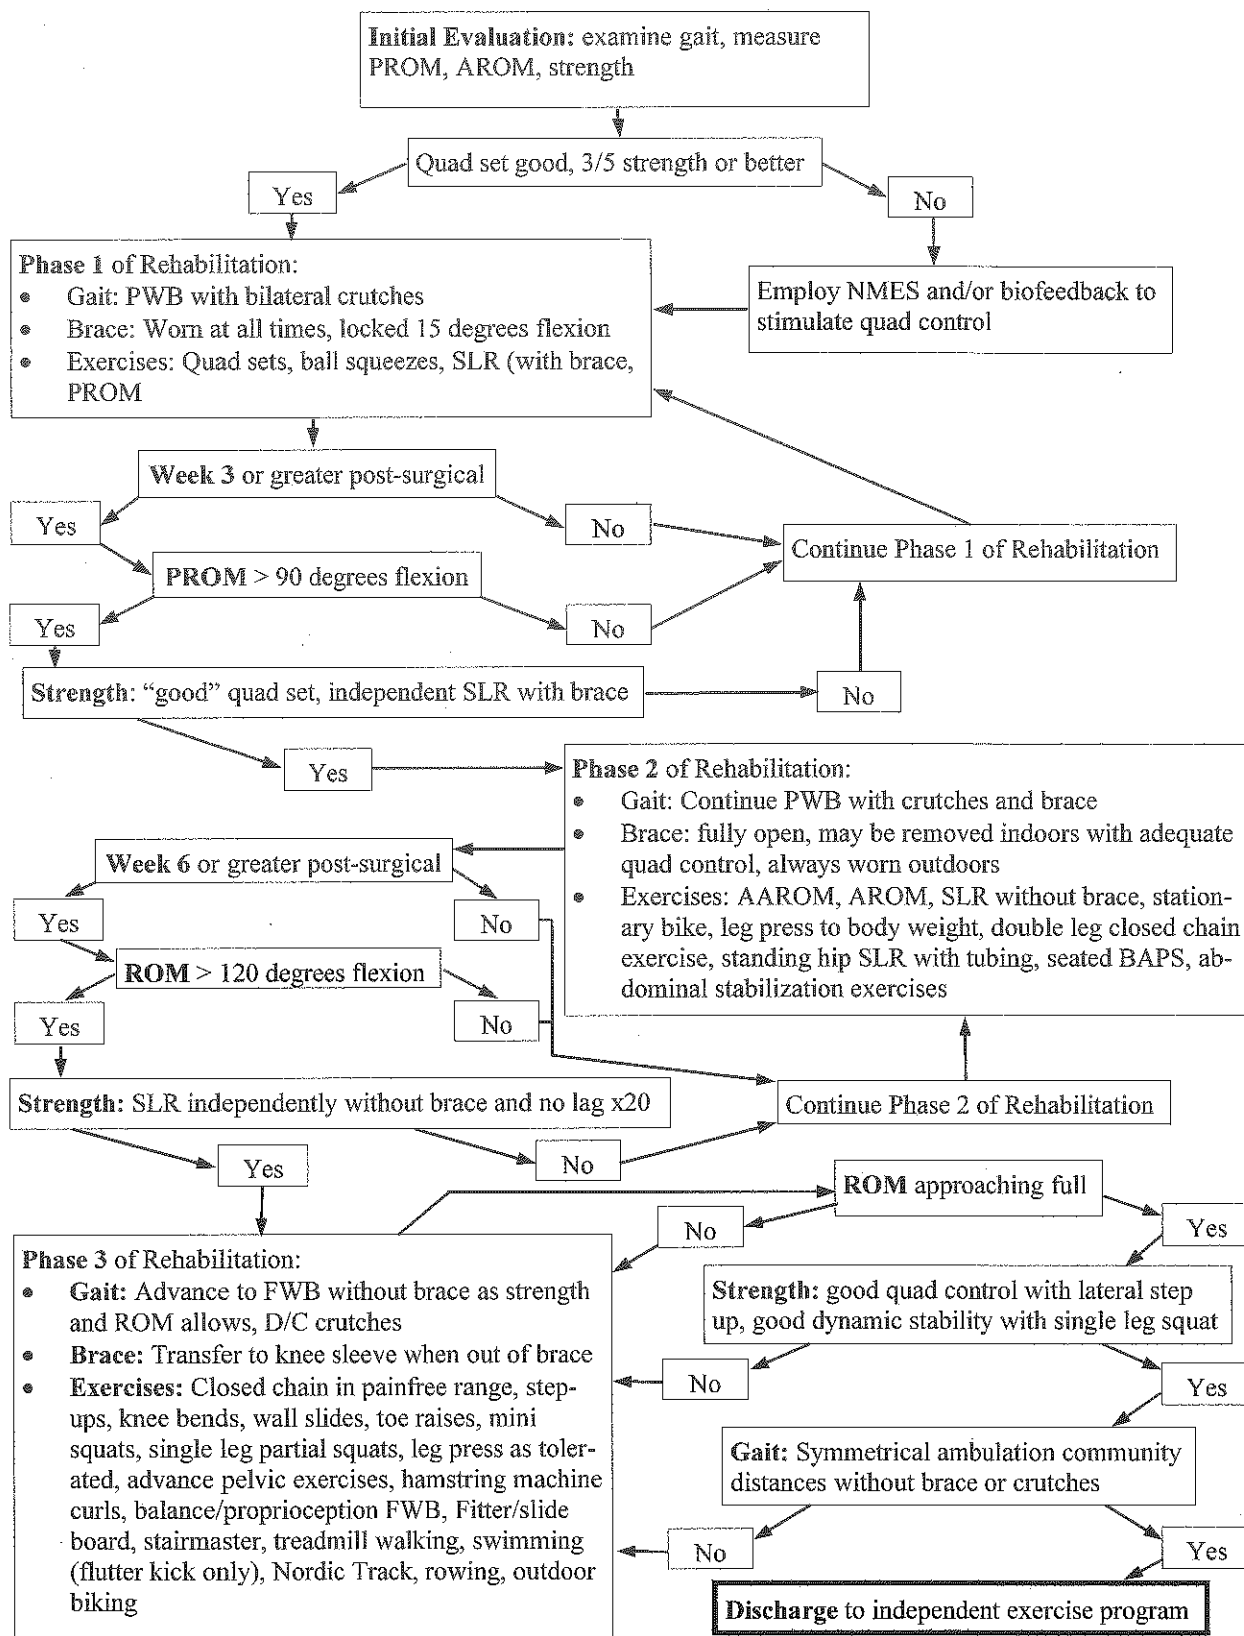 Initial Evaluation: examine gait, measure
PROM, AROM, strength
Quad set good, 3/5 strength or better
Yes
No
Phase 1 of Rehabilitation:
• Gait: PWB with bilateral crutches
• Brace: Worn at all times, locked 15 degrees flexion
• Exercises: Quad sets, ball squeezes, SLR (with brace,
PROM
Employ NMES and/or biofeedback to
stimulate quad control
Week 3 or greater post-surgical
Yes
No
Continue Phase 1 of Rehabilitation
PROM > 90 degrees flexion
Yes
No
Strength: “good” quad set, independent SLR with brace
No
Yes
Phase 2 of Rehabilitation:
• Gait: Continue PWB with crutches and brace
• Brace: fully open, may be removed indoors with adequate
quad control, always worn outdoors
• Exercises: AAROM, AROM, SLR without brace, station-
ary bike, leg press to body weight, double leg closed chain
exercise, standing hip SLR with tubing, seated BAPS, ab-
dominal stabilization exercises
Week 6 or greater post-surgical
Yes
No
ROM > 120 degrees flexion
Yes
No
Strength: SLR independently without brace and no lag x20
Continue Phase 2 of Rehabilitation
Yes
No
ROM approaching full
No
Yes
Phase 3 of Rehabilitation:
• Gait: Advance to FWB without brace as strength
and ROM allows, D/C crutches
• Brace: Transfer to knee sleeve when out of brace
• Exercises: Closed chain in painfree range, step-
ups, knee bends, wall slides, toe raises, mini
squats, single leg partial squats, leg press as toler-
ated, advance pelvic exercises, hamstring machine
curls, balance/proprioception FWB, Fitter/slide
board, stairmaster, treadmill walking, swimming
(flutter kick only), Nordic Track, rowing, outdoor
biking
Strength: good quad control with lateral step
up, good dynamic stability with single leg squat
No
Yes
Gait: Symmetrical ambulation community
distances without brace or crutches
No
Yes
Discharge to independent exercise program